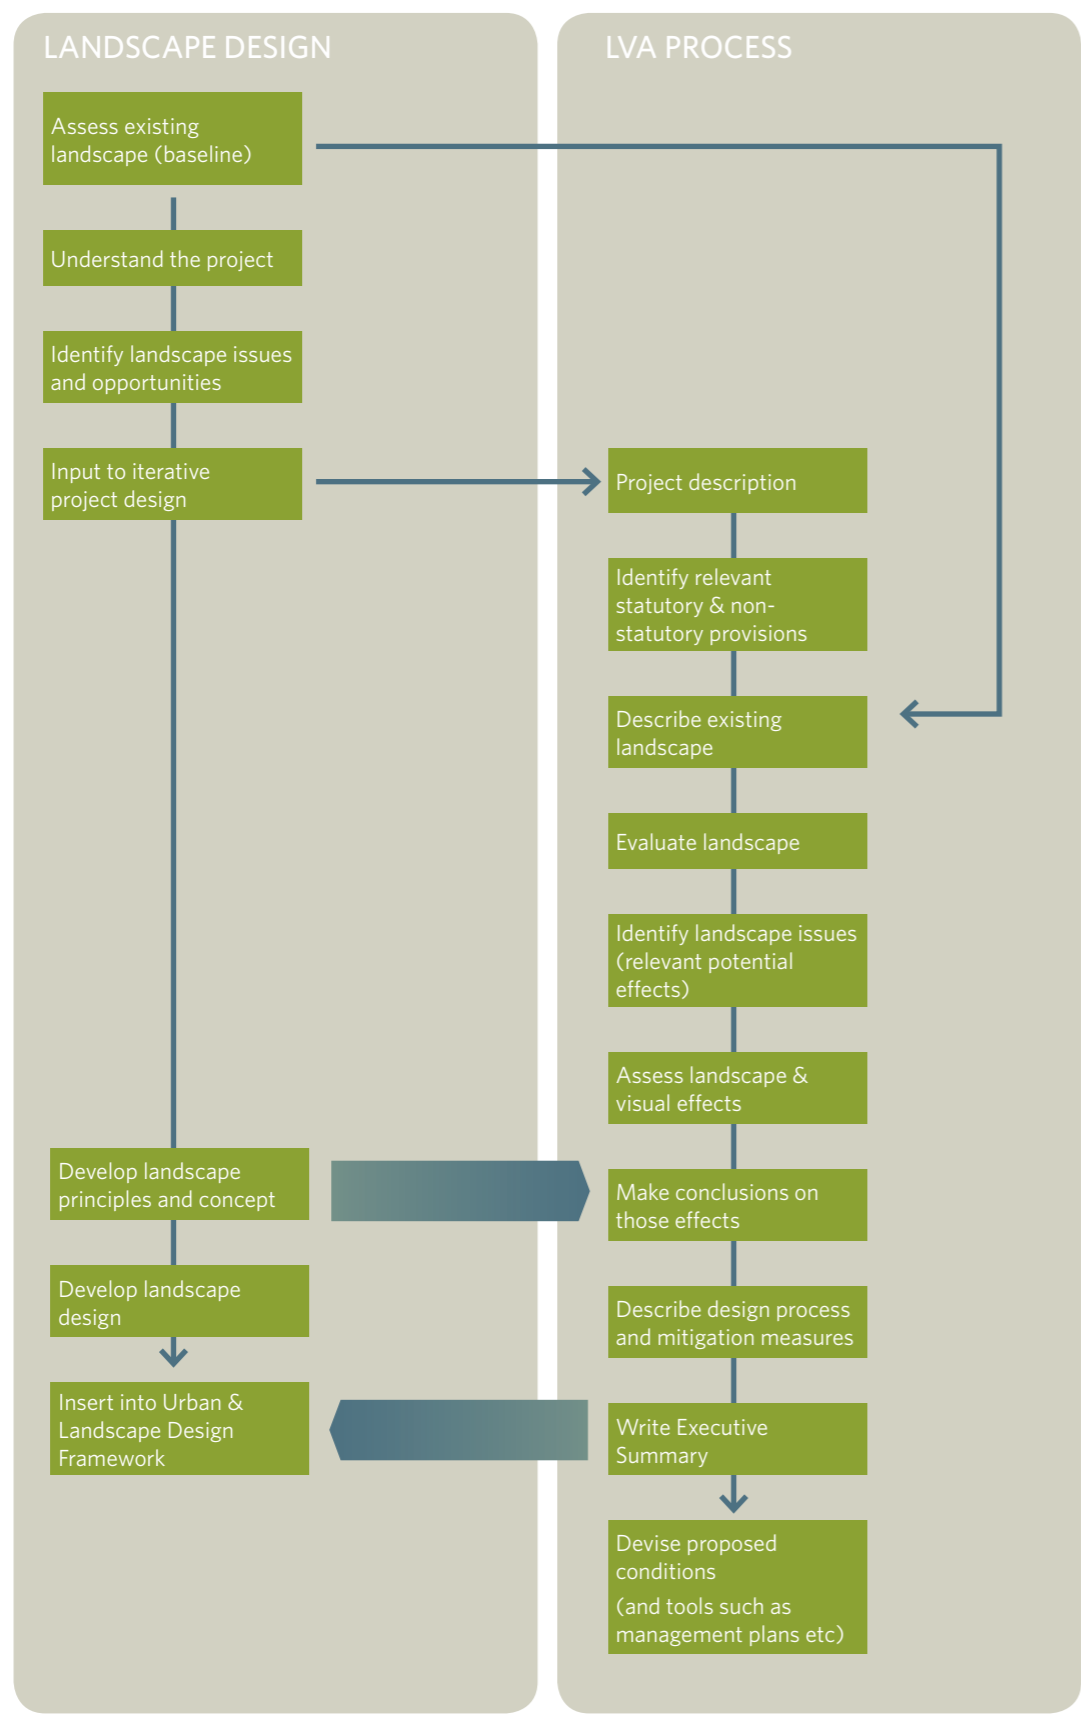 LANDSCAPE DESIGN
Assess existing
landscape (baseline)
Understand the project
Identify landscape issues
and opportunities
Input to iterative
project design
Develop landscape
principles and concept
Develop landscape
design
Insert into Urban &
Landscape Design
Framework
LVA PROCESS
Project description
Identify relevant
statutory & non-
statutory provisions
Describe existing
landscape
Evaluate landscape
Identify landscape issues
(relevant potential
effects)
Assess landscape &
visual effects
Make conclusions on
those effects
Describe design process
and mitigation measures
Write Executive
Summary
Devise proposed
conditions
(and tools such as
management plans etc)